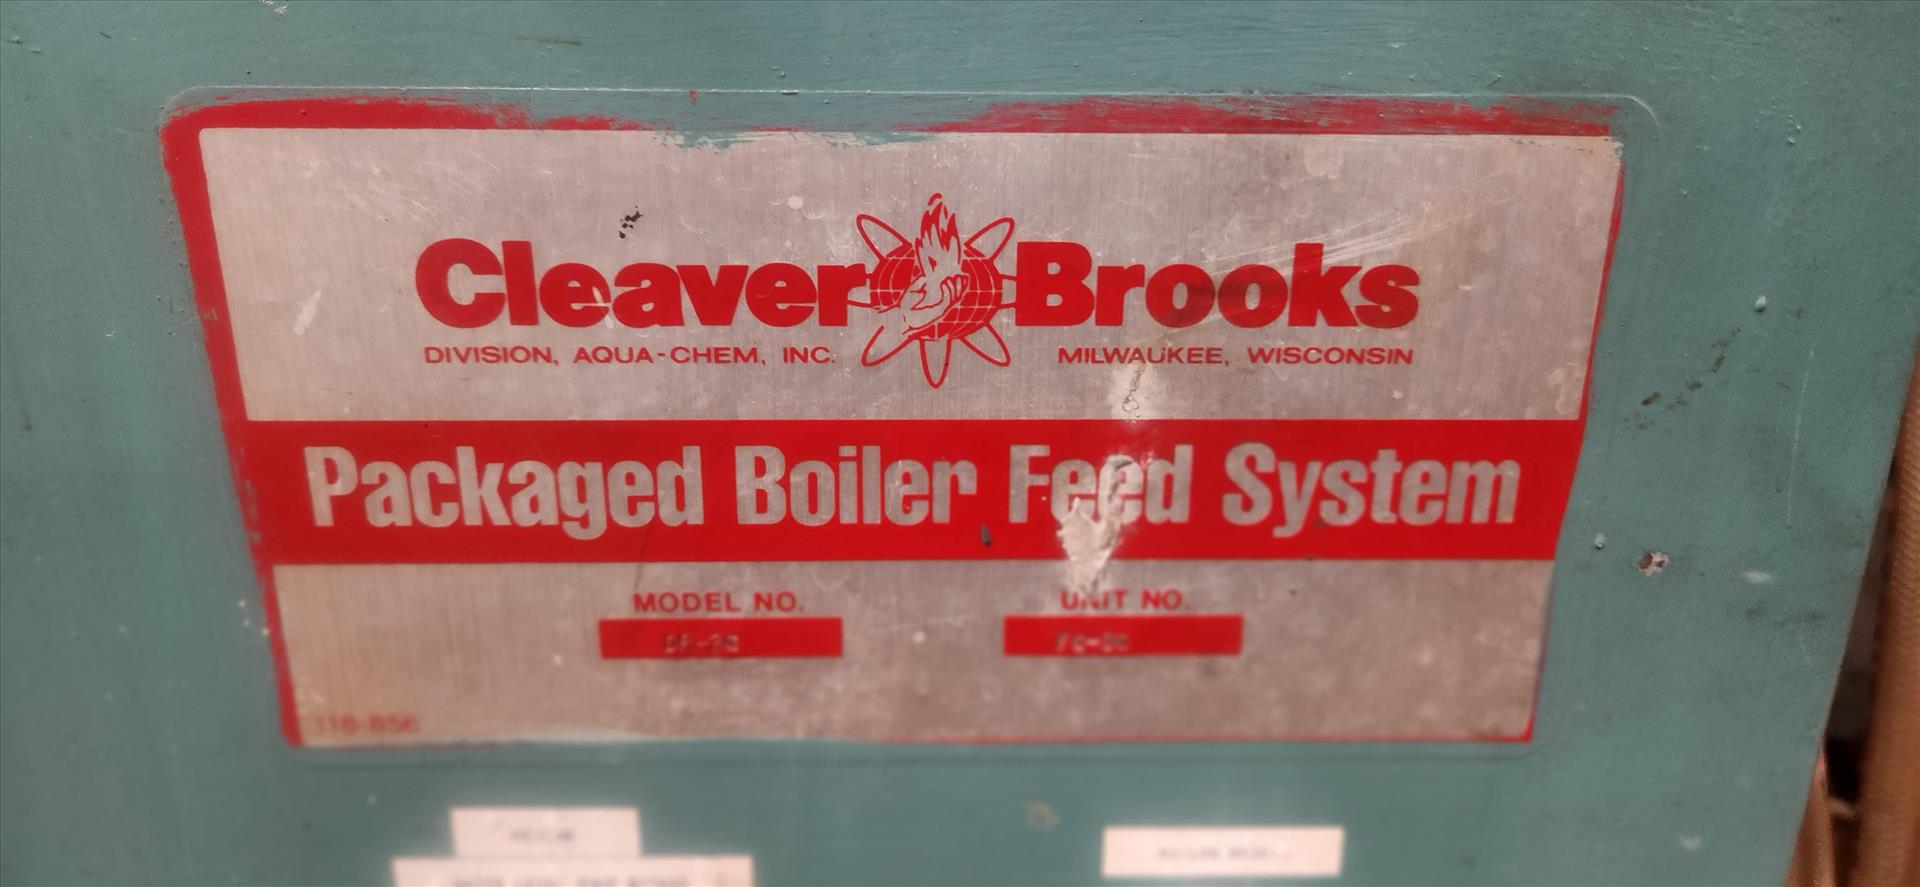 Cleaver Brooks
DIVISION, AQUA-CHEM, INC. MILWAUKEE, WISCONSIN
Packaged Boiler Feed System
MODEL NO. UNIT NO.
118-856